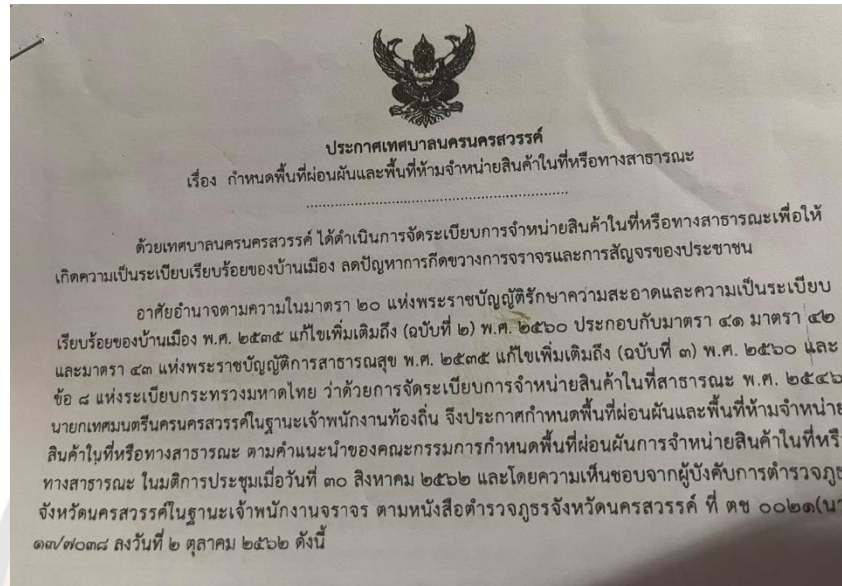 ประกาศเทศบาลนครนครสวรรค์
เรื่อง กำหนดพื้นที่ผ่อนผันและพื้นที่ห้ามจำหน่ายสินค้าในที่หรือทางสาธารณะ
ด้วยเทศบาลนครนครสวรรค์ ได้ดำเนินการจัดระเบียบการจำหน่ายสินค้าในที่หรือทางสาธารณะเพื่อให้
เกิดความเป็นระเบียบเรียบร้อยของบ้านเมือง ลดปัญหาการกีดขวางการจราจรและการสัญจรของประชาชน
อาศัยอำนาจตามความในมาตรา ๒๐ แห่งพระราชบัญญัติรักษาความสะอาดและความเป็นระเบียบ
เรียบร้อยของบ้านเมือง พ.ศ. ๒๕๓๕ แก้ไขเพิ่มเติมถึง (ฉบับที่ ๒) พ.ศ. ๒๕๖๐ ประกอบกับมาตรา ๔๑ มาตรา ๔๒
และมาตรา ๔๓ แห่งพระราชบัญญัติการสาธารณสุข พ.ศ. ๒๕๓๕ แก้ไขเพิ่มเติมถึง (ฉบับที่ ๓) พ.ศ. ๒๕๖๐ และ
ข้อ ๘ แห่งระเบียบกระทรวงมหาดไทย ว่าด้วยการจัดระเบียบการจำหน่ายสินค้าในที่สาธารณะ พ.ศ. ๒๕๔๖
นายกเทศมนตรีนครนครสวรรค์ในฐานะเจ้าพนักงานท้องถิ่น จึงประกาศกำหนดพื้นที่ผ่อนผันและพื้นที่ห้ามจำหน่าย
สินค้าในที่หรือทางสาธารณะ ตามคำแนะนำของคณะกรรมการกำหนดพื้นที่ผ่อนผันการจำหน่ายสินค้าในที่หรือ
ทางสาธารณะ ในมติการประชุมเมื่อวันที่ ๓๐ สิงหาคม ๒๕๖๒ และโดยความเห็นชอบจากผู้บังคับการตำรวจภูธ
จังหวัดนครสวรรค์ในฐานะเจ้าพนักงานจราจร ตามหนังสือตำรวจภูธรจังหวัดนครสวรรค์ ที่ ตช ๐๐๒๑(นว
๑๓/๗๐๓๘ ลงวันที่ ๒ ตุลาคม ๒๕๖๒ ดังนี้